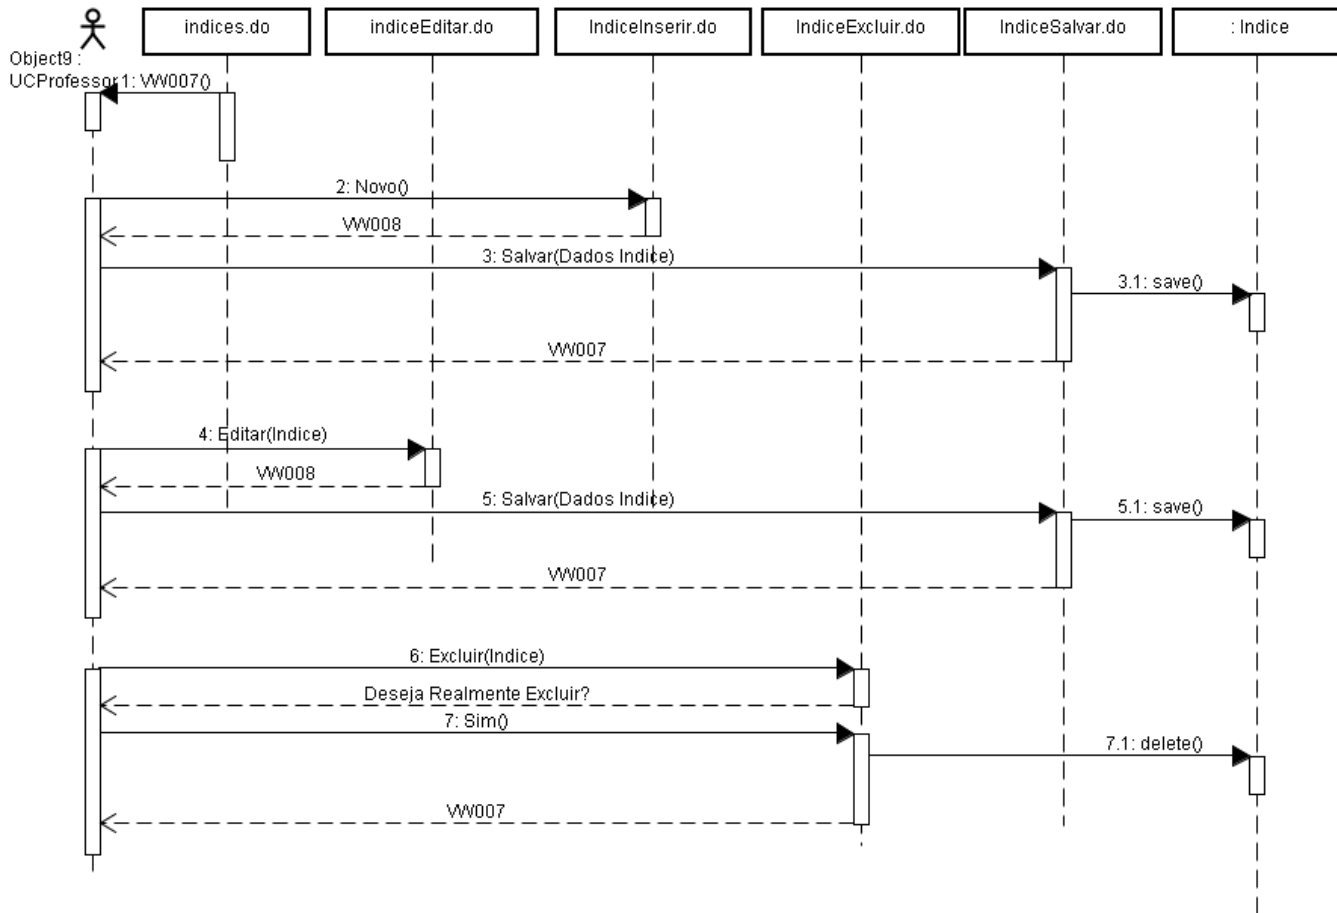 indices.do
indiceEditar.do
IndiceInserir.do
IndiceExcluir.do
IndiceSalvar.do
: Indice
Object9 :
UCProfessor
1: VW007()
2: Novo()
VW008
3: Salvar(Dados Indice)
3.1: save()
VW007
4: Editar(Indice)
VW008
5: Salvar(Dados Indice)
5.1: save()
VW007
6: Excluir(Indice)
Deseja Realmente Excluir?
7: Sim()
7.1: delete()
VW007